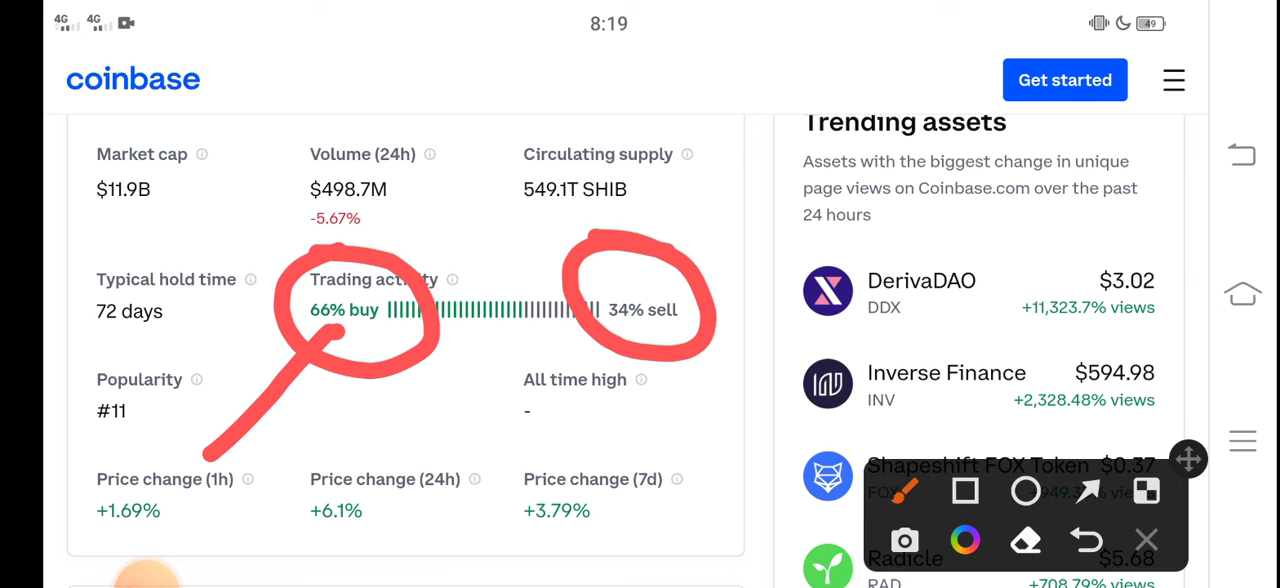 4G 4G 8:19 49
coinbase Get started
Market cap Volume (24h) Circulating supply
$11.9B $498.7M 549.1T SHIB
-5.67%
Typical hold time Trading activity
72 days 66% buy 34% sell
Popularity All time high
#11 -
Price change (1h) Price change (24h) Price change (7d)
+1.69% +6.1% +3.79%
Trending assets
Assets with the biggest change in unique
page views on Coinbase.com over the past
24 hours
DerivaDAO $3.02
DDX +11,323.7% views
Inverse Finance $594.98
INV +2,328.48% views
Shapeshift FOX Token $0.37
FOX views
Radicle $5.68
RAD +708.79% views